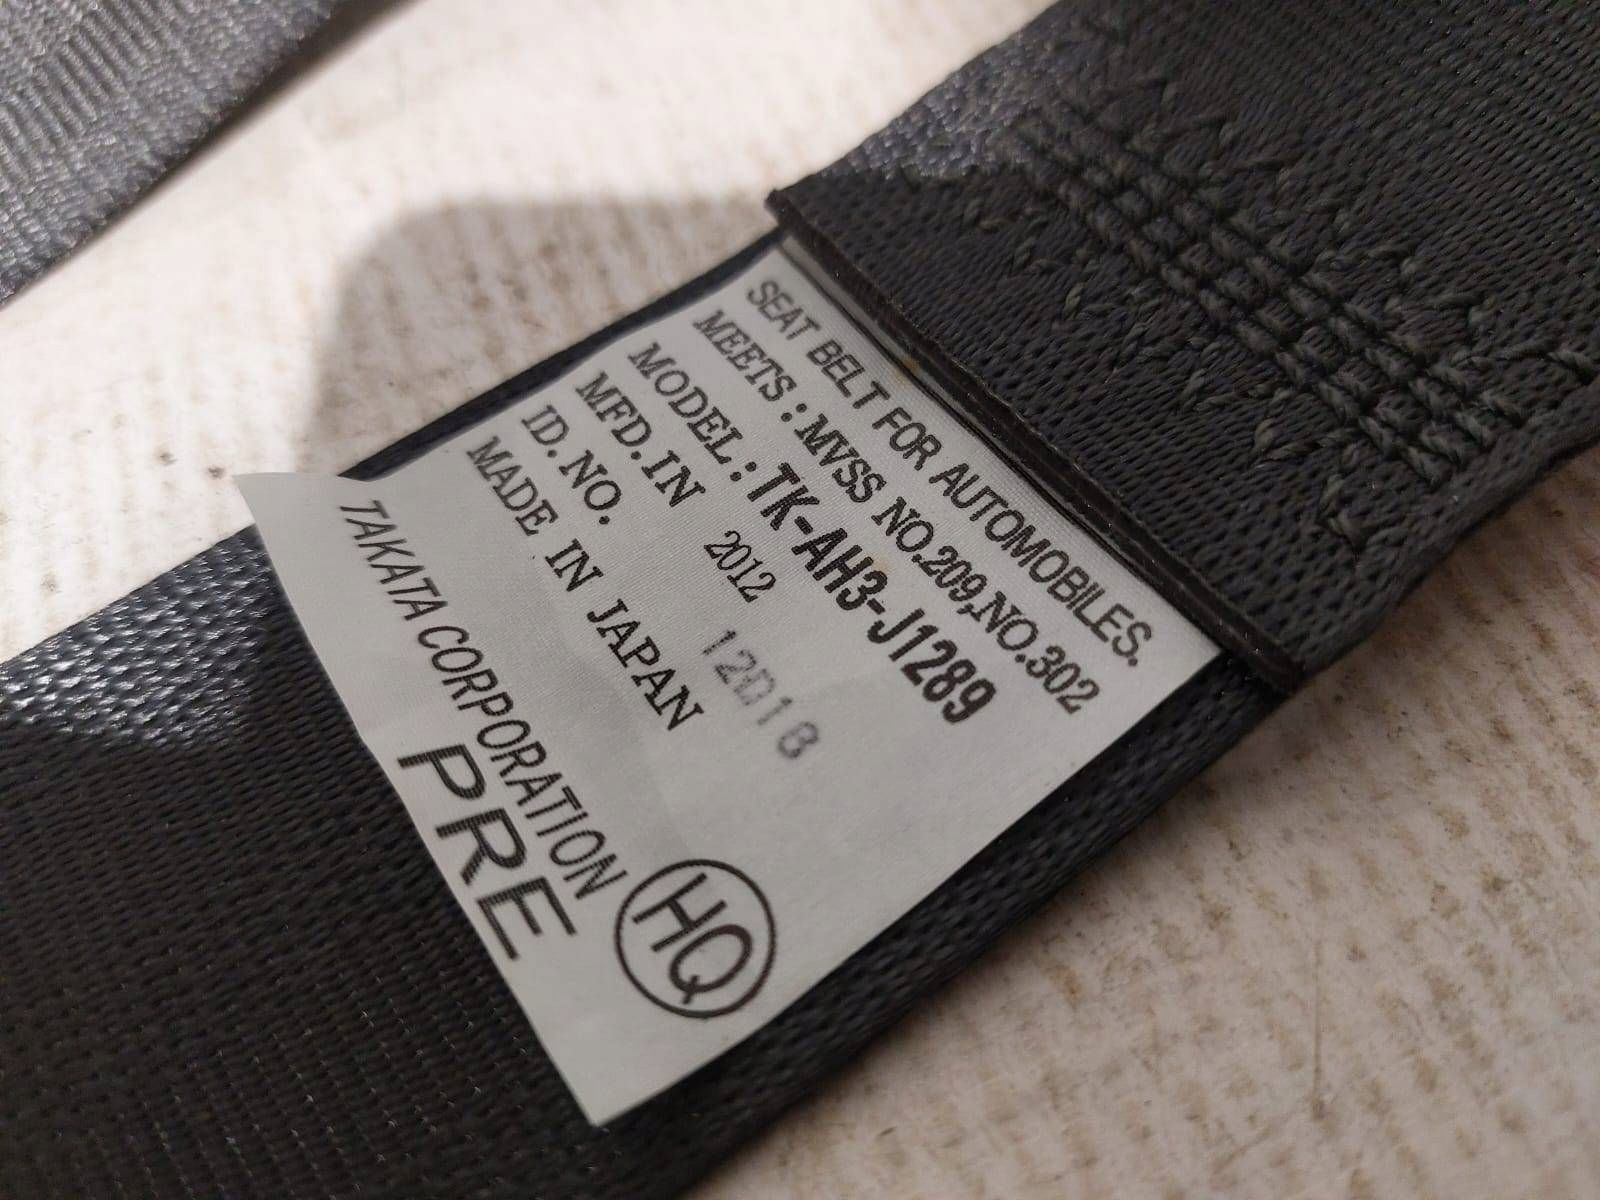 SEAT BELT FOR AUTOMOBILES.
MEETS : MVSS NO.209,NO.302
MODEL : TK-AH3-J1289
MFD. IN 2012
ID. NO. 12D18
MADE IN JAPAN
TAKATA CORPORATION
PRE HQ